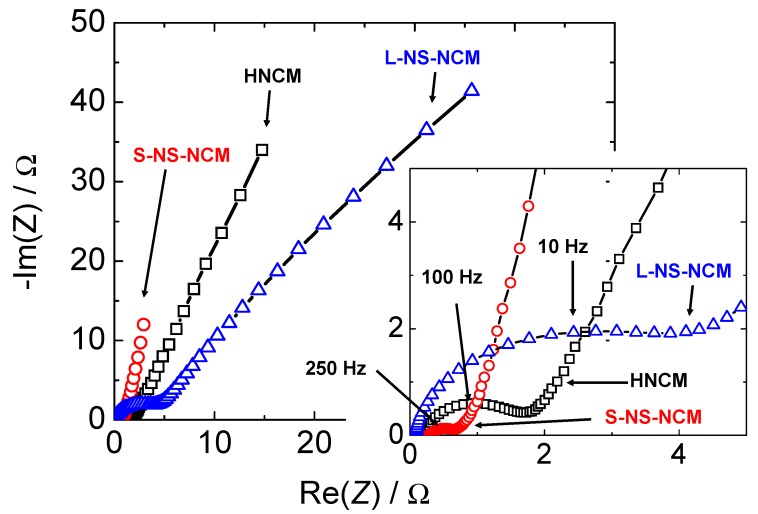 50
40
30
20
10
0
0
10
20
-Im(Z) / Ω
Re(Z) / Ω
S-NS-NCM
HNCM
L-NS-NCM
4
2
0
0
2
4
250 Hz
100 Hz
10 Hz
L-NS-NCM
HNCM
S-NS-NCM